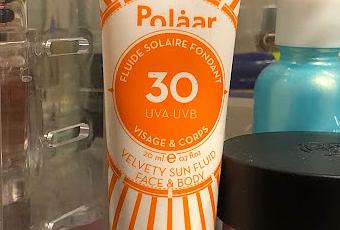 Polåar
FLUIDE SOLAIRE FONDANT
30
UVA-UVB
VISAGE & CORPS
20 ml e 0.7 fl.oz
VELVETY SUN FLUID
FACE & BODY